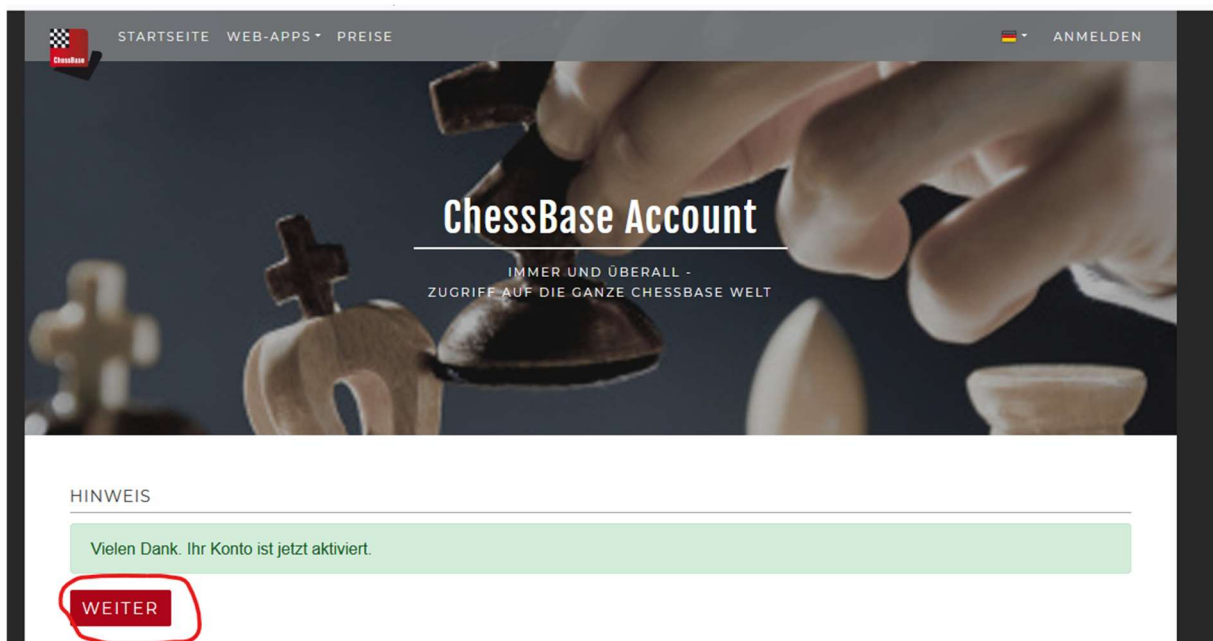 STARTSEITE WEB-APPS PREISE ANMELDEN
ChessBase
ChessBase Account
IMMER UND ÜBERALL -
ZUGRIFF AUF DIE GANZE CHESSBASE WELT
HINWEIS
Vielen Dank. Ihr Konto ist jetzt aktiviert.
WEITER